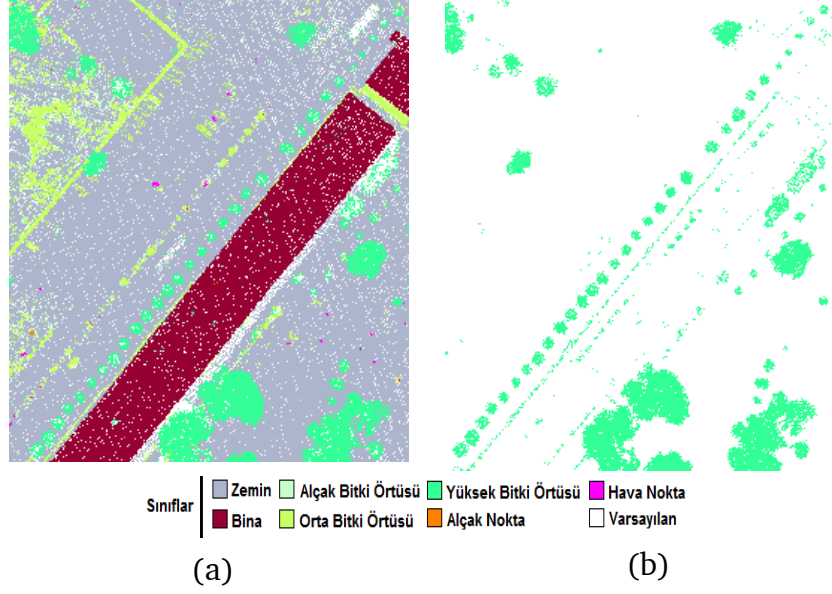 Sınıflar
Zemin Alçak Bitki Örtüsü Yüksek Bitki Örtüsü Hava Nokta
Bina Orta Bitki Örtüsü Alçak Nokta Varsayılan
(a) (b)